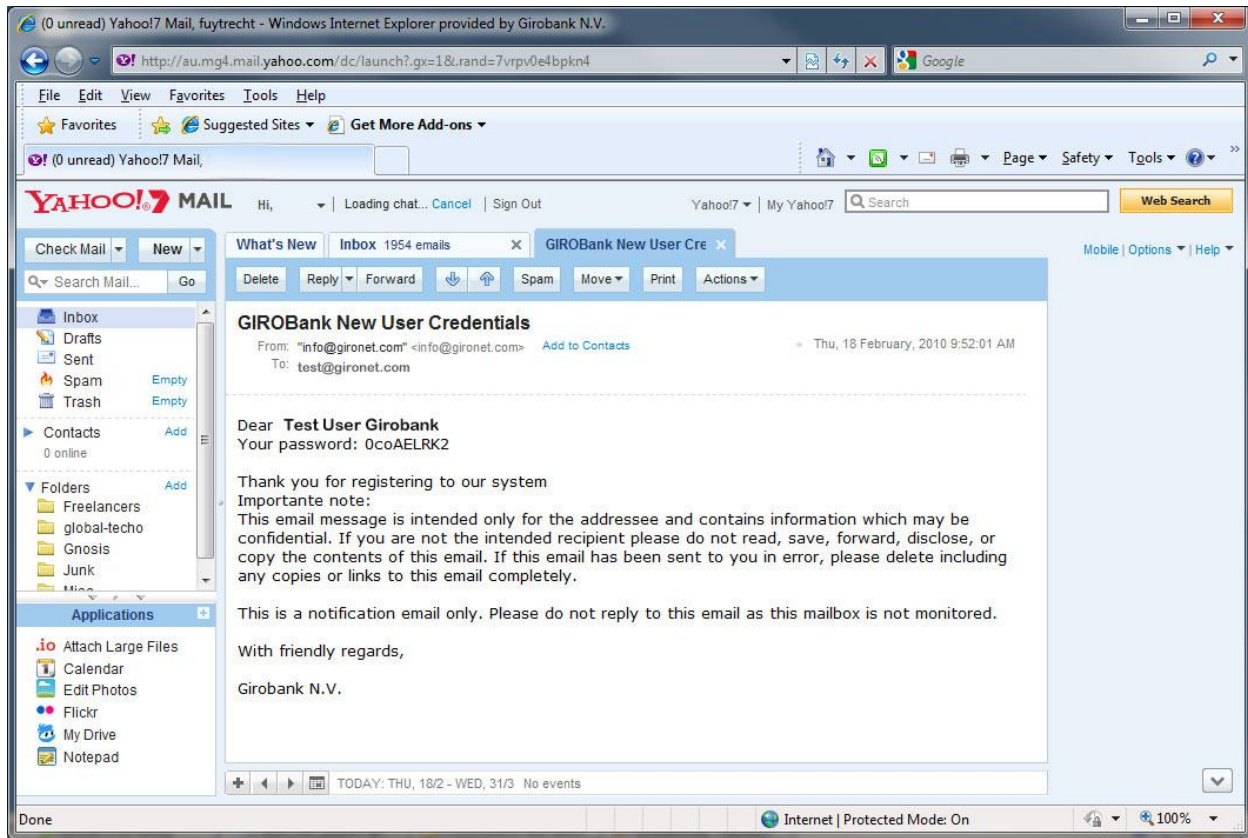 (0 unread) Yahoo!7 Mail, fuytrecht - Windows Internet Explorer provided by Girobank N.V.
http://au.mg4.mail.yahoo.com/dc/launch?.gx=1&.rand=7vrpv0e4bpkn4
Google
File Edit View Favorites Tools Help
Favorites Suggested Sites Get More Add-ons
(0 unread) Yahoo!7 Mail,
Page Safety Tools
YAHOO!7 MAIL Hi, | Loading chat... Cancel | Sign Out Yahoo!7 | My Yahoo!7 Search Web Search
Check Mail New What's New Inbox 1954 emails GIROBank New User Cre Mobile | Options | Help
Search Mail... Go Delete Reply Forward Spam Move Print Actions
Inbox
Drafts
Sent
Spam Empty
Trash Empty
Contacts Add
0 online
Folders Add
Freelancers
global-techo
Gnosis
Junk
Applications
.io Attach Large Files
Calendar
Edit Photos
Flickr
My Drive
Notepad
GIROBank New User Credentials
From: "info@gironet.com" <info@gironet.com> Add to Contacts Thu, 18 February, 2010 9:52:01 AM
To: test@gironet.com
Dear Test User Girobank
Your password: 0coAELRK2
Thank you for registering to our system
Importante note:
This email message is intended only for the addressee and contains information which may be
confidential. If you are not the intended recipient please do not read, save, forward, disclose, or
copy the contents of this email. If this email has been sent to you in error, please delete including
any copies or links to this email completely.
This is a notification email only. Please do not reply to this email as this mailbox is not monitored.
With friendly regards,
Girobank N.V.
TODAY: THU, 18/2 - WED, 31/3 No events
Done Internet | Protected Mode: On 100%